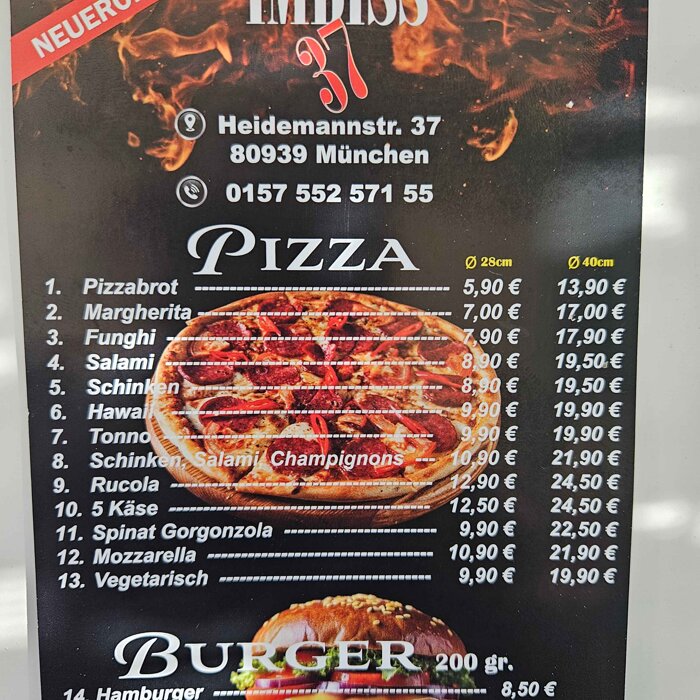 IMBISS
37
Heidemannstr. 37
80939 München
0157 552 571 55
PIZZA Ø 28cm Ø 40cm
1. Pizzabrot 5,90 € 13,90 €
2. Margherita 7,00 € 17,00 €
3. Funghi 7,90 € 17,90 €
4. Salami 8,90 € 19,50 €
5. Schinken 8,90 € 19,50 €
6. Hawaii 9,90 € 19,90 €
7. Tonno 9,90 € 19,90 €
8. Schinken, Salami, Champignons 10,90 € 21,90 €
9. Rucola 12,90 € 24,50 €
10. 5 Käse 12,50 € 24,50 €
11. Spinat Gorgonzola 9,90 € 22,50 €
12. Mozzarella 10,90 € 21,90 €
13. Vegetarisch 9,90 € 19,90 €
BURGER 200 gr.
14. Hamburger 8,50 €